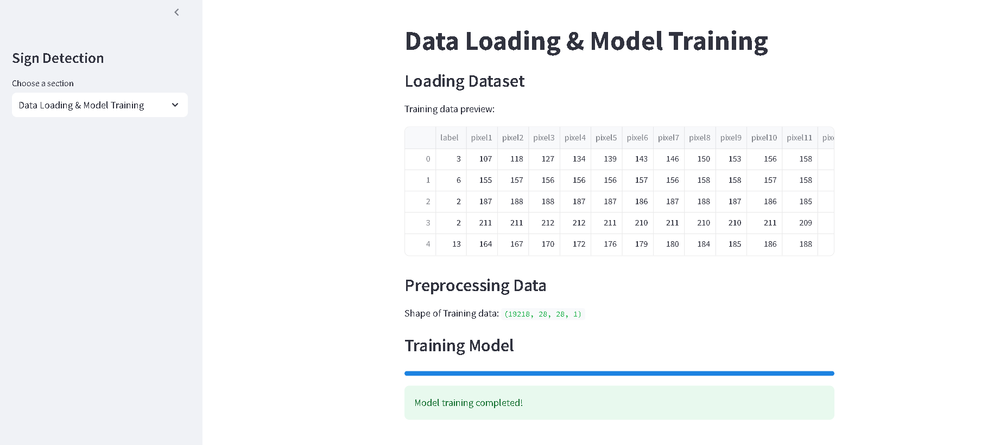 Sign Detection
Choose a section
Data Loading & Model Training
Data Loading & Model Training
Loading Dataset
Training data preview:
label pixel1 pixel2 pixel3 pixel4 pixel5 pixel6 pixel7 pixel8 pixel9 pixel10 pixel11
0 3 107 118 127 134 139 143 146 150 153 156 158
1 6 155 157 156 156 156 157 156 158 158 157 158
2 2 187 188 188 187 187 186 187 188 187 186 185
3 2 211 211 212 212 211 210 211 210 210 211 209
4 13 164 167 170 172 176 179 180 184 185 186 188
Preprocessing Data
Shape of Training data: (19218, 28, 28, 1)
Training Model
Model training completed!